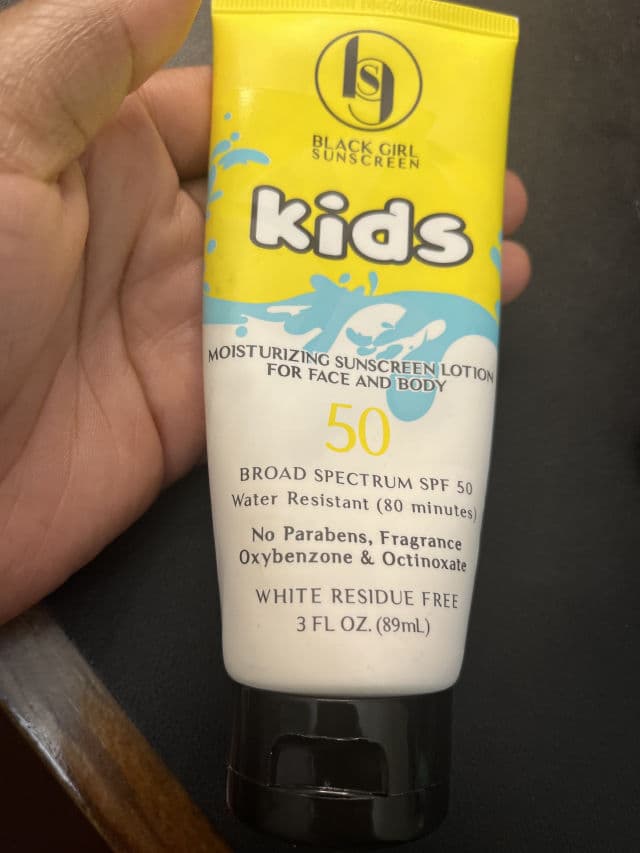 bgs
BLACK GIRL
SUNSCREEN
kids
MOISTURIZING SUNSCREEN LOTION
FOR FACE AND BODY
50
BROAD SPECTRUM SPF 50
Water Resistant (80 minutes)
No Parabens, Fragrance
Oxybenzone & Octinoxate
WHITE RESIDUE FREE
3 FL OZ. (89mL)